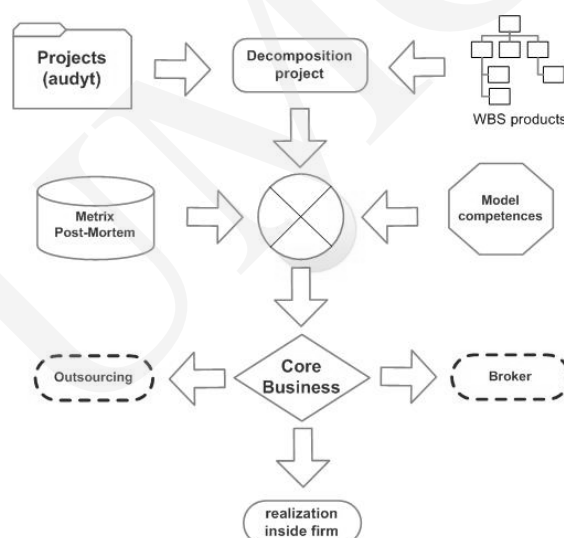 Projects
(audyt)
Decomposition
project
WBS products
Metrix
Post-Mortem
Model
competences
Outsourcing
Core
Business
Broker
realization
inside firm